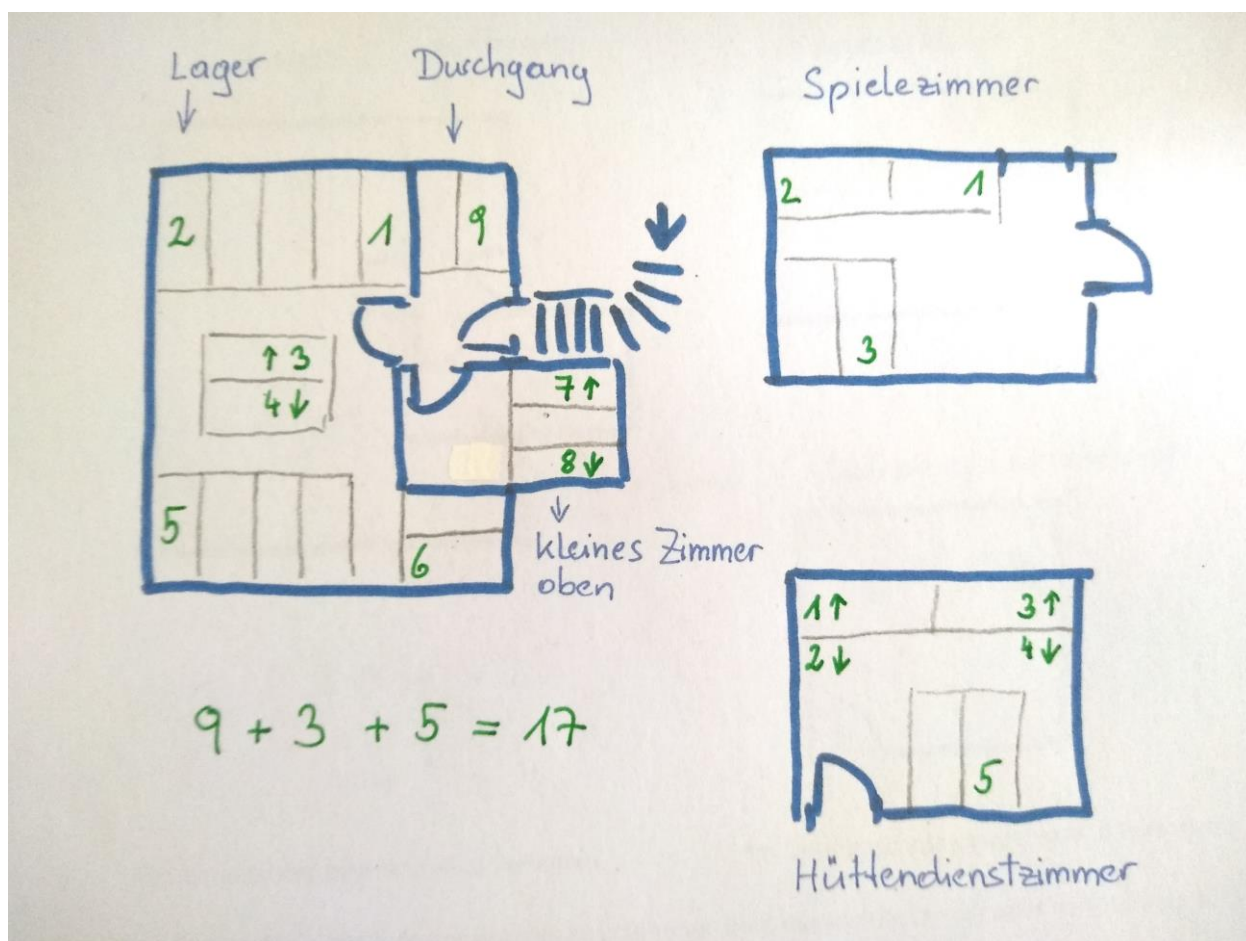 Lager
Durchgang
Spielezimmer
2 1 9
↑ 3
4 ↓
7 ↑
8 ↓
5
6
kleines Zimmer
oben
2 1
3
1 ↑ 3 ↑
2 ↓ 4 ↓
5
Hüttendienstzimmer
9 + 3 + 5 = 17